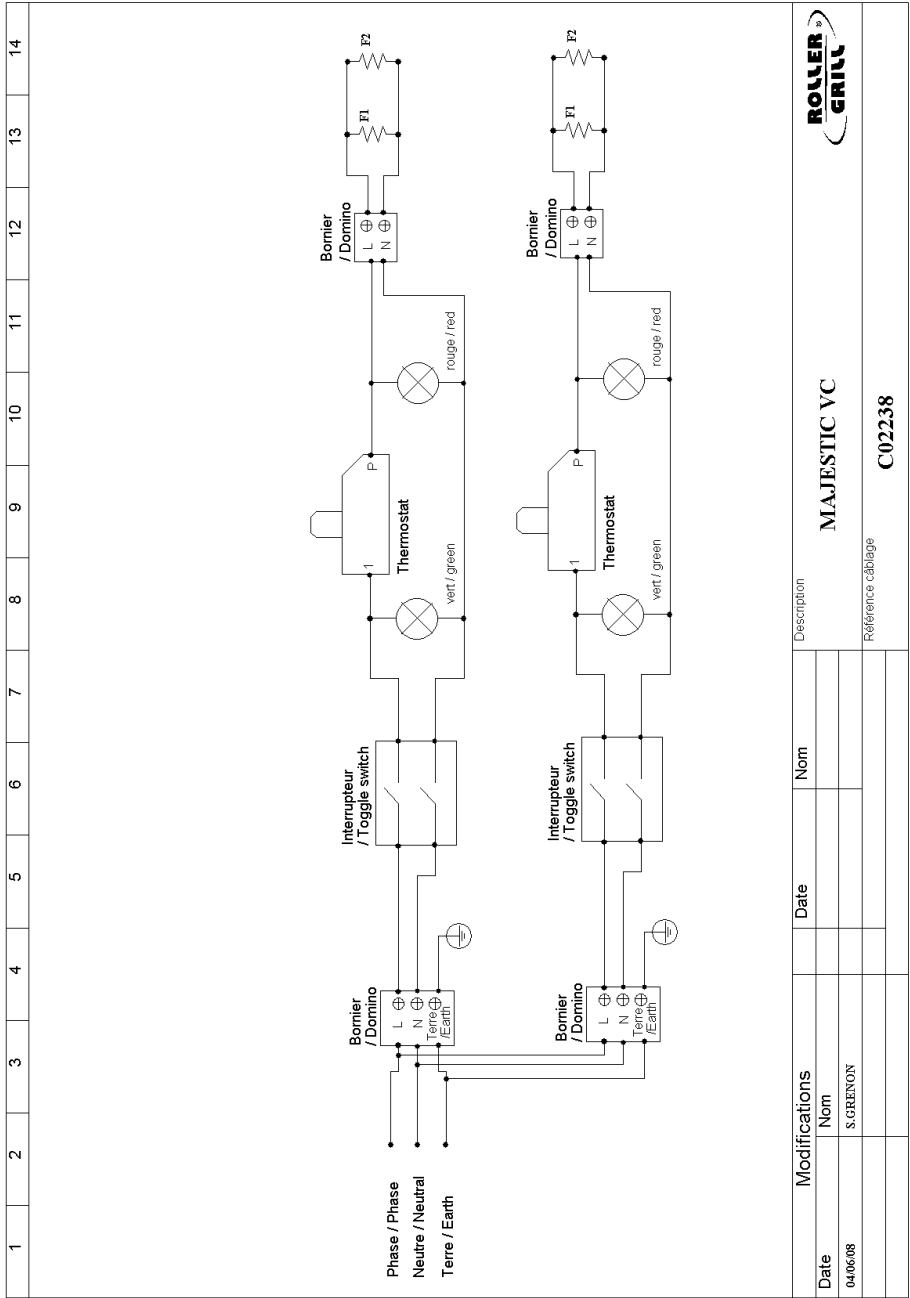 1 2 3 4 5 6 7 8 9 10 11 12 13 14
Phase / Phase
Neutre / Neutral
Terre / Earth
Bornier
/ Domino
L
N
Terre
/Earth
Interrupteur
/ Toggle switch
vert / green
1
P
Thermostat
rouge / red
Bornier
/ Domino
L
N
F1
F2
Bornier
/ Domino
L
N
Terre
/Earth
Interrupteur
/ Toggle switch
vert / green
1
P
Thermostat
rouge / red
Bornier
/ Domino
L
N
F1
F2
Modifications
Date
Nom
Date
Nom
04/06/08
S.GRENON
Description
MAJESTIC VC
Référence câblage
C02238
ROLLER ®
GRILL